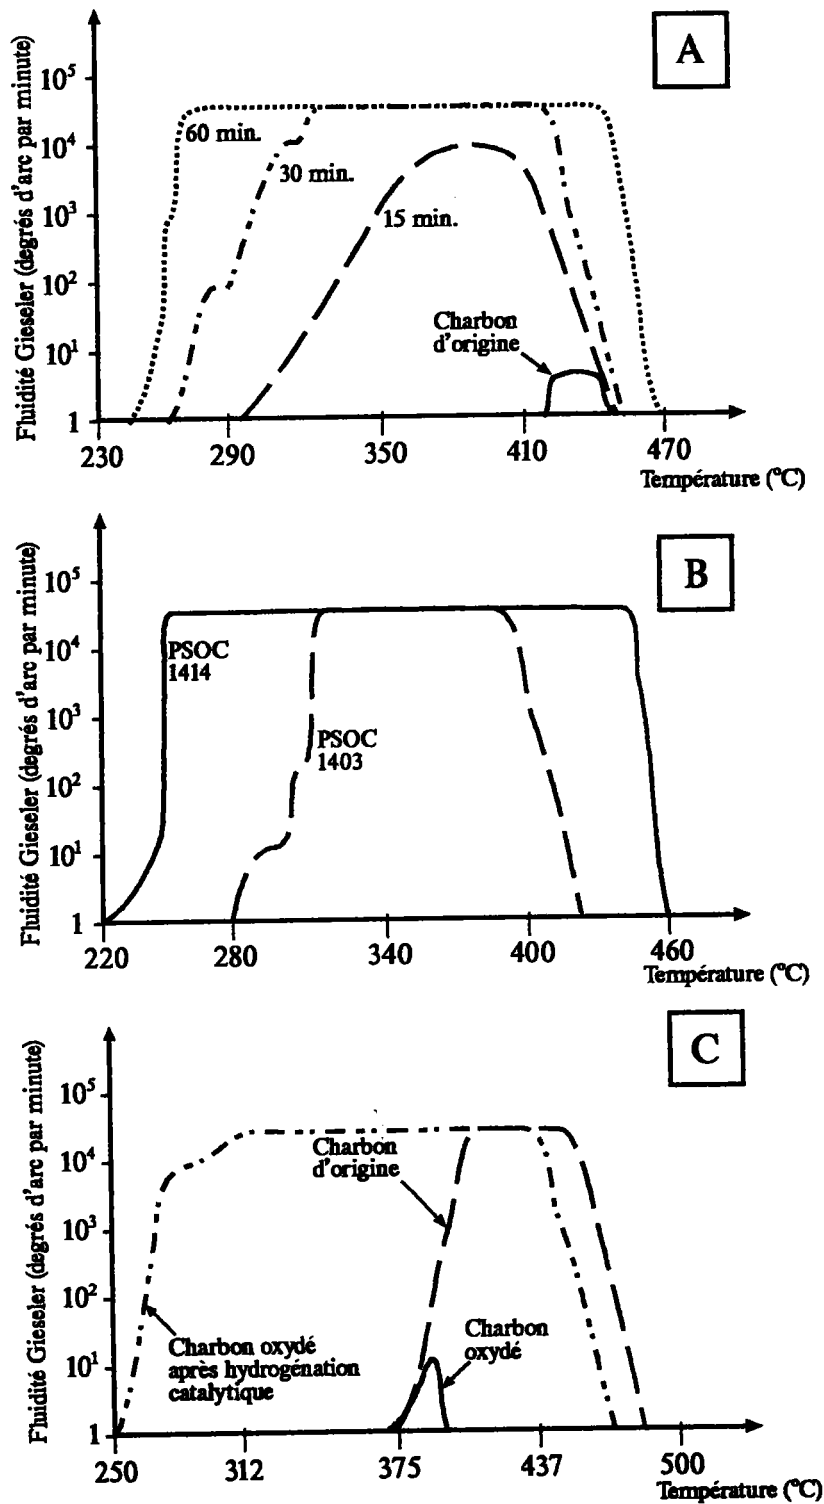 A
Fluidité Gieseler (degrés d'arc par minute)
10⁵
10⁴
10³
10²
10¹
1
60 min.
30 min.
15 min.
Charbon
d'origine
230
290
350
410
470
Température (°C)
B
Fluidité Gieseler (degrés d'arc par minute)
10⁵
10⁴
10³
10²
10¹
1
PSOC
1414
PSOC
1403
220
280
340
400
460
Température (°C)
C
Fluidité Gieseler (degrés d'arc par minute)
10⁵
10⁴
10³
10²
10¹
1
Charbon
d'origine
Charbon
oxydé
Charbon oxydé
après hydrogénation
catalytique
250
312
375
437
500
Température (°C)